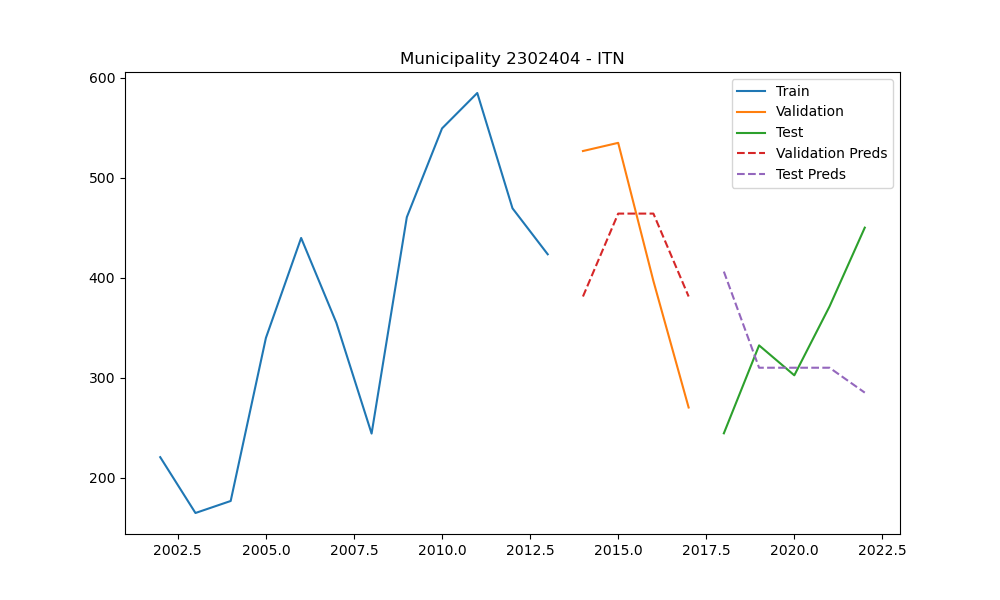 Municipality 2302404 - ITN
600
500
400
300
200
Train
Validation
Test
Validation Preds
Test Preds
2002.5 2005.0 2007.5 2010.0 2012.5 2015.0 2017.5 2020.0 2022.5